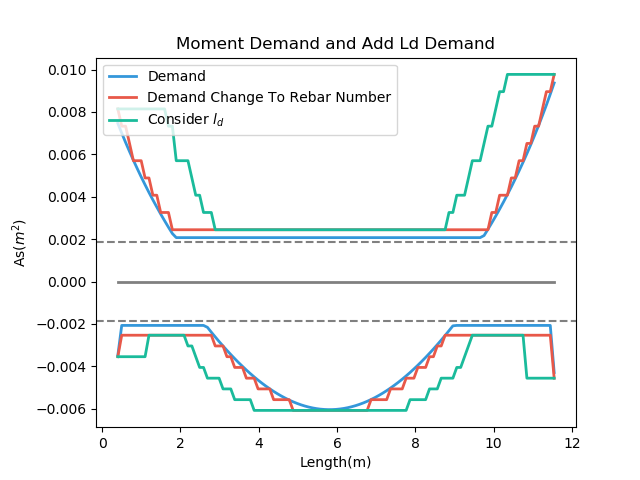 Moment Demand and Add Ld Demand
Demand
Demand Change To Rebar Number
Consider $l_d$
As($m^2$)
0.010
0.008
0.006
0.004
0.002
0.000
−0.002
−0.004
−0.006
0 2 4 6 8 10 12
Length(m)